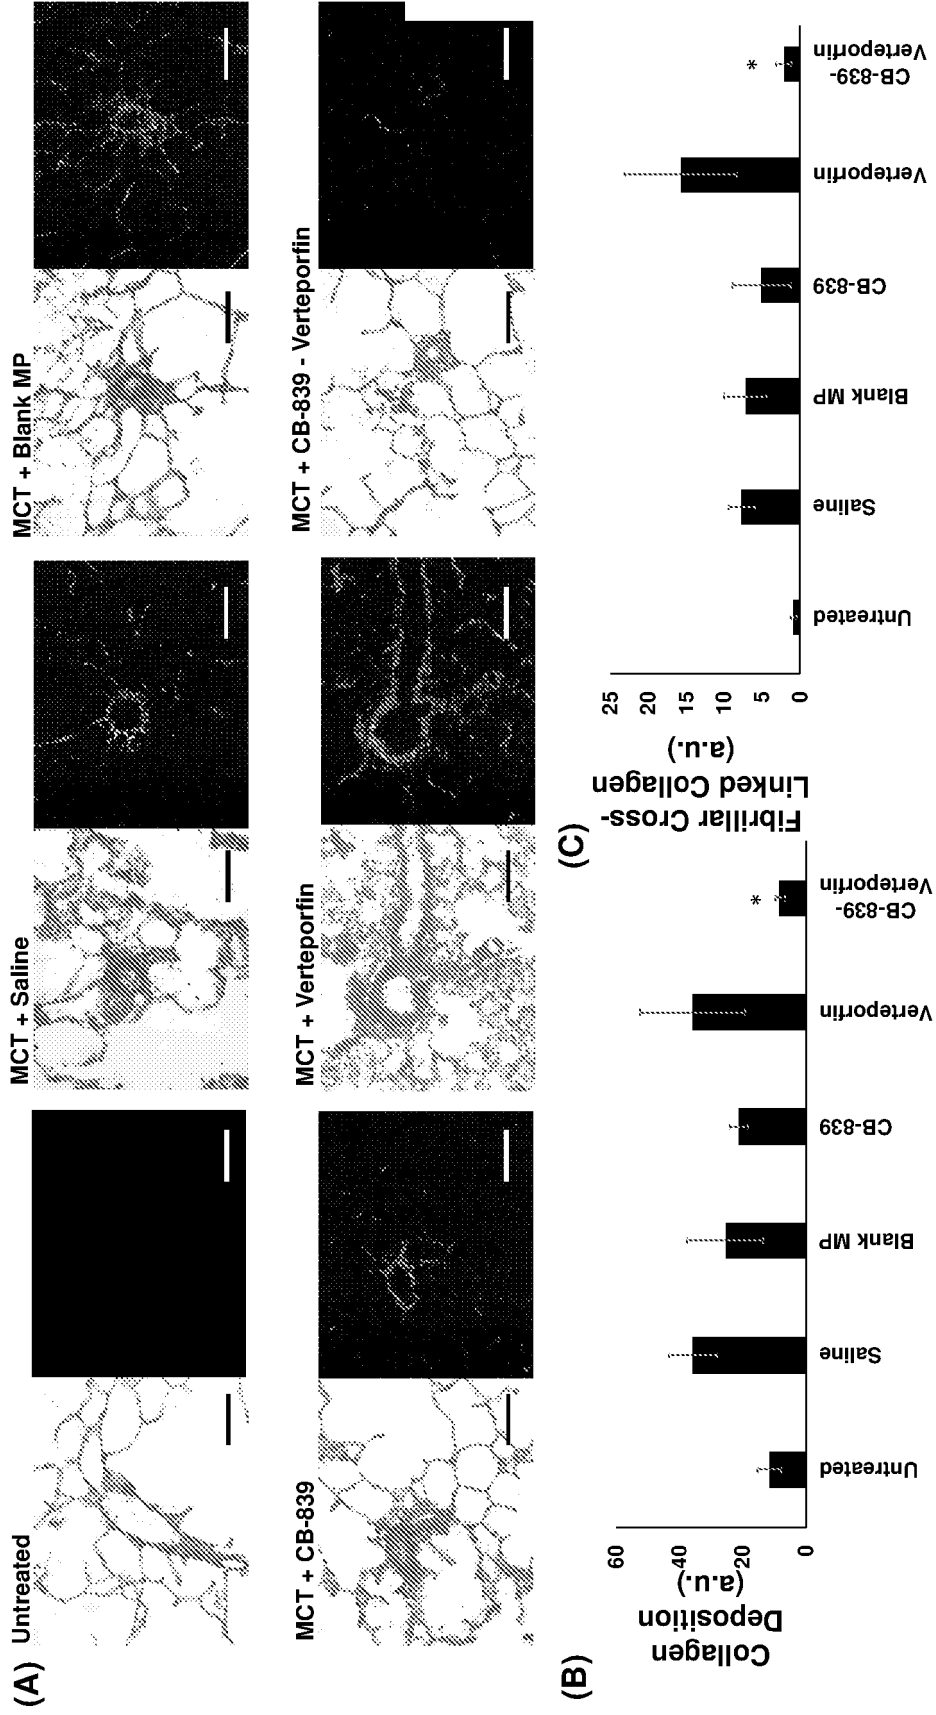 (A)
Untreated
MCT + Saline
MCT + Blank MP
MCT + CB-839
MCT + Verteporfin
MCT + CB-839 - Verteporfin
(B)
Collagen
Deposition
(a.u.)
60
40
20
0
Untreated
Saline
Blank MP
CB-839
Verteporfin
CB-839-
Verteporfin
*
(C)
Fibrillar Cross-
Linked Collagen
(a.u.)
25
20
15
10
5
0
Untreated
Saline
Blank MP
CB-839
Verteporfin
CB-839-
Verteporfin
*